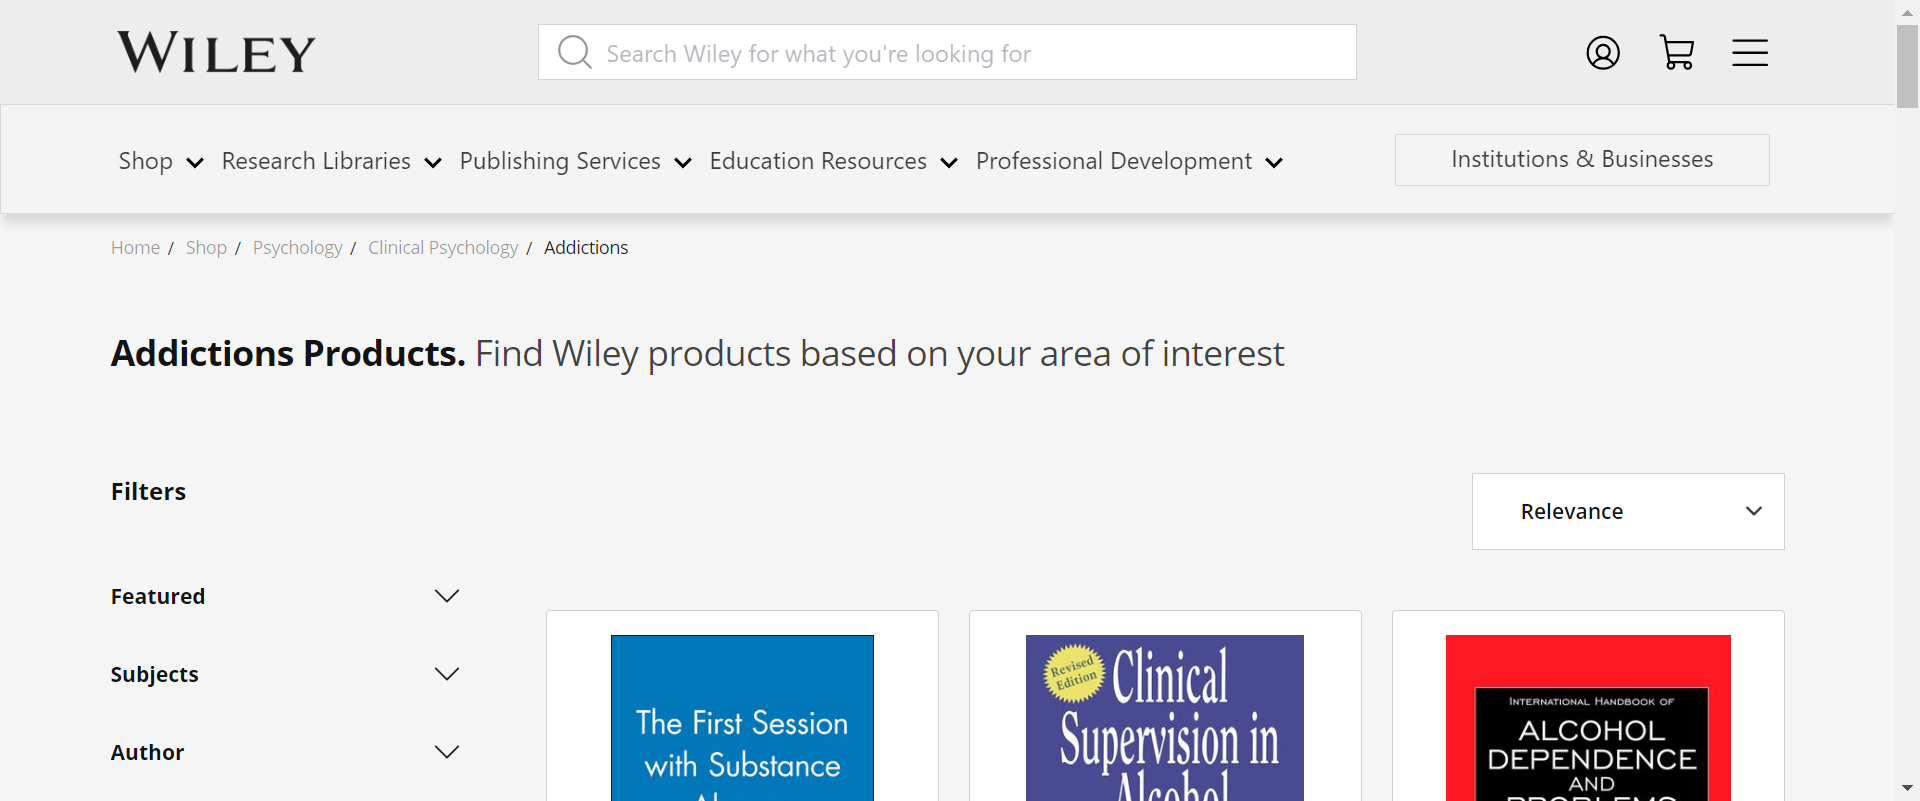 WILEY
Search Wiley for what you're looking for
Shop Research Libraries Publishing Services Education Resources Professional Development Institutions & Businesses
Home / Shop / Psychology / Clinical Psychology / Addictions
Addictions Products. Find Wiley products based on your area of interest
Filters
Relevance
Featured
Subjects
Author
The First Session
with Substance
Revised
Edition
Clinical
Supervision in
Alcohol
INTERNATIONAL HANDBOOK OF
ALCOHOL
DEPENDENCE
AND
PROBLEMS